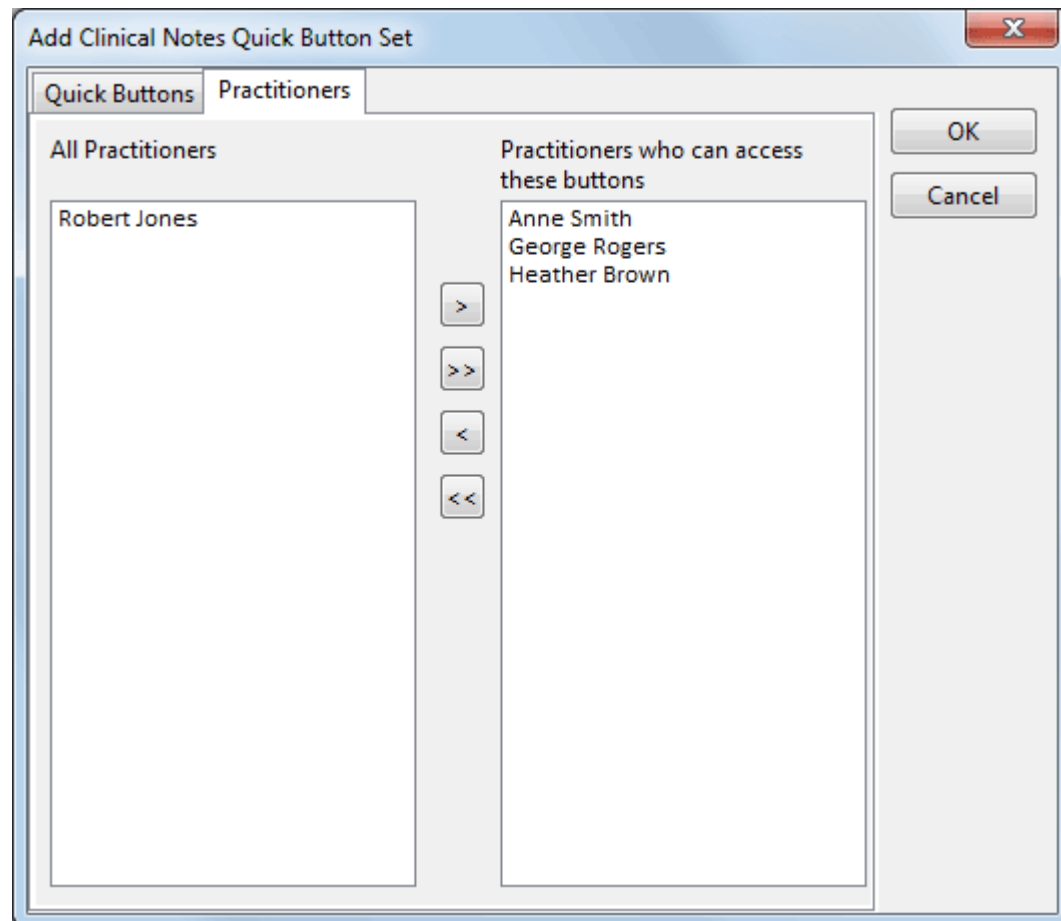 Add Clinical Notes Quick Button Set
x
Quick Buttons
Practitioners
All Practitioners
Robert Jones
>
>>
<
<<
Practitioners who can access
these buttons
Anne Smith
George Rogers
Heather Brown
OK
Cancel